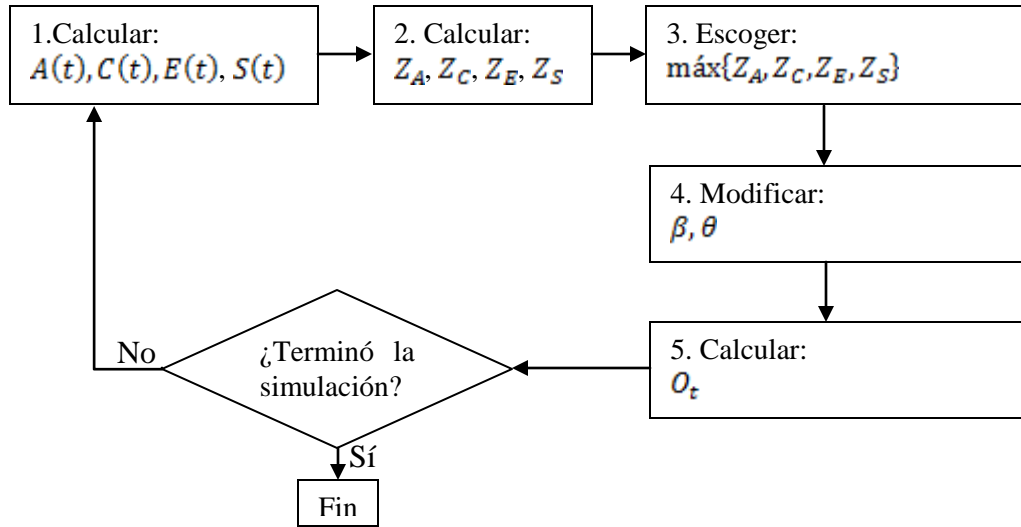 1.Calcular:
A(t), C(t), E(t), S(t)
2. Calcular:
Z_A, Z_C, Z_E, Z_S
3. Escoger:
máx{Z_A, Z_C, Z_E, Z_S}
4. Modificar:
β, θ
5. Calcular:
O_t
¿Terminó la
simulación?
No
Sí
Fin